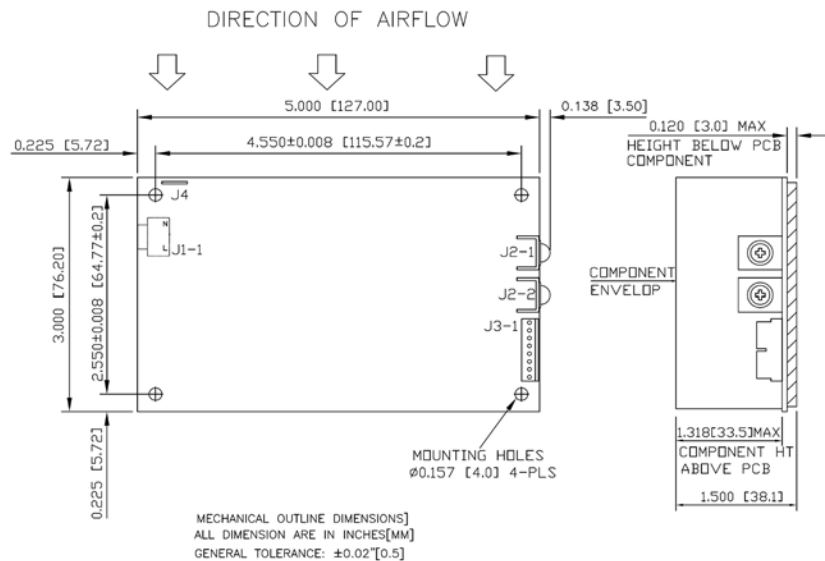 DIRECTION OF AIRFLOW
5.000 [127.00]
0.138 [3.50]
0.225 [5.72]
4.550±0.008 [115.57±0.2]
0.120 [3.0] MAX
HEIGHT BELOW PCB
COMPONENT
J4
N
L
J1-1
J2-1
J2-2
J3-1
3.000 [76.20]
2.550±0.008 [64.77±0.2]
0.225 [5.72]
COMPONENT
ENVELOP
MOUNTING HOLES
ø0.157 [4.0] 4-PLS
1.318[33.5]MAX
COMPONENT HT
ABOVE PCB
1.500 [38.1]
MECHANICAL OUTLINE DIMENSIONS]
ALL DIMENSION ARE IN INCHES[MM]
GENERAL TOLERANCE: ±0.02"[0.5]